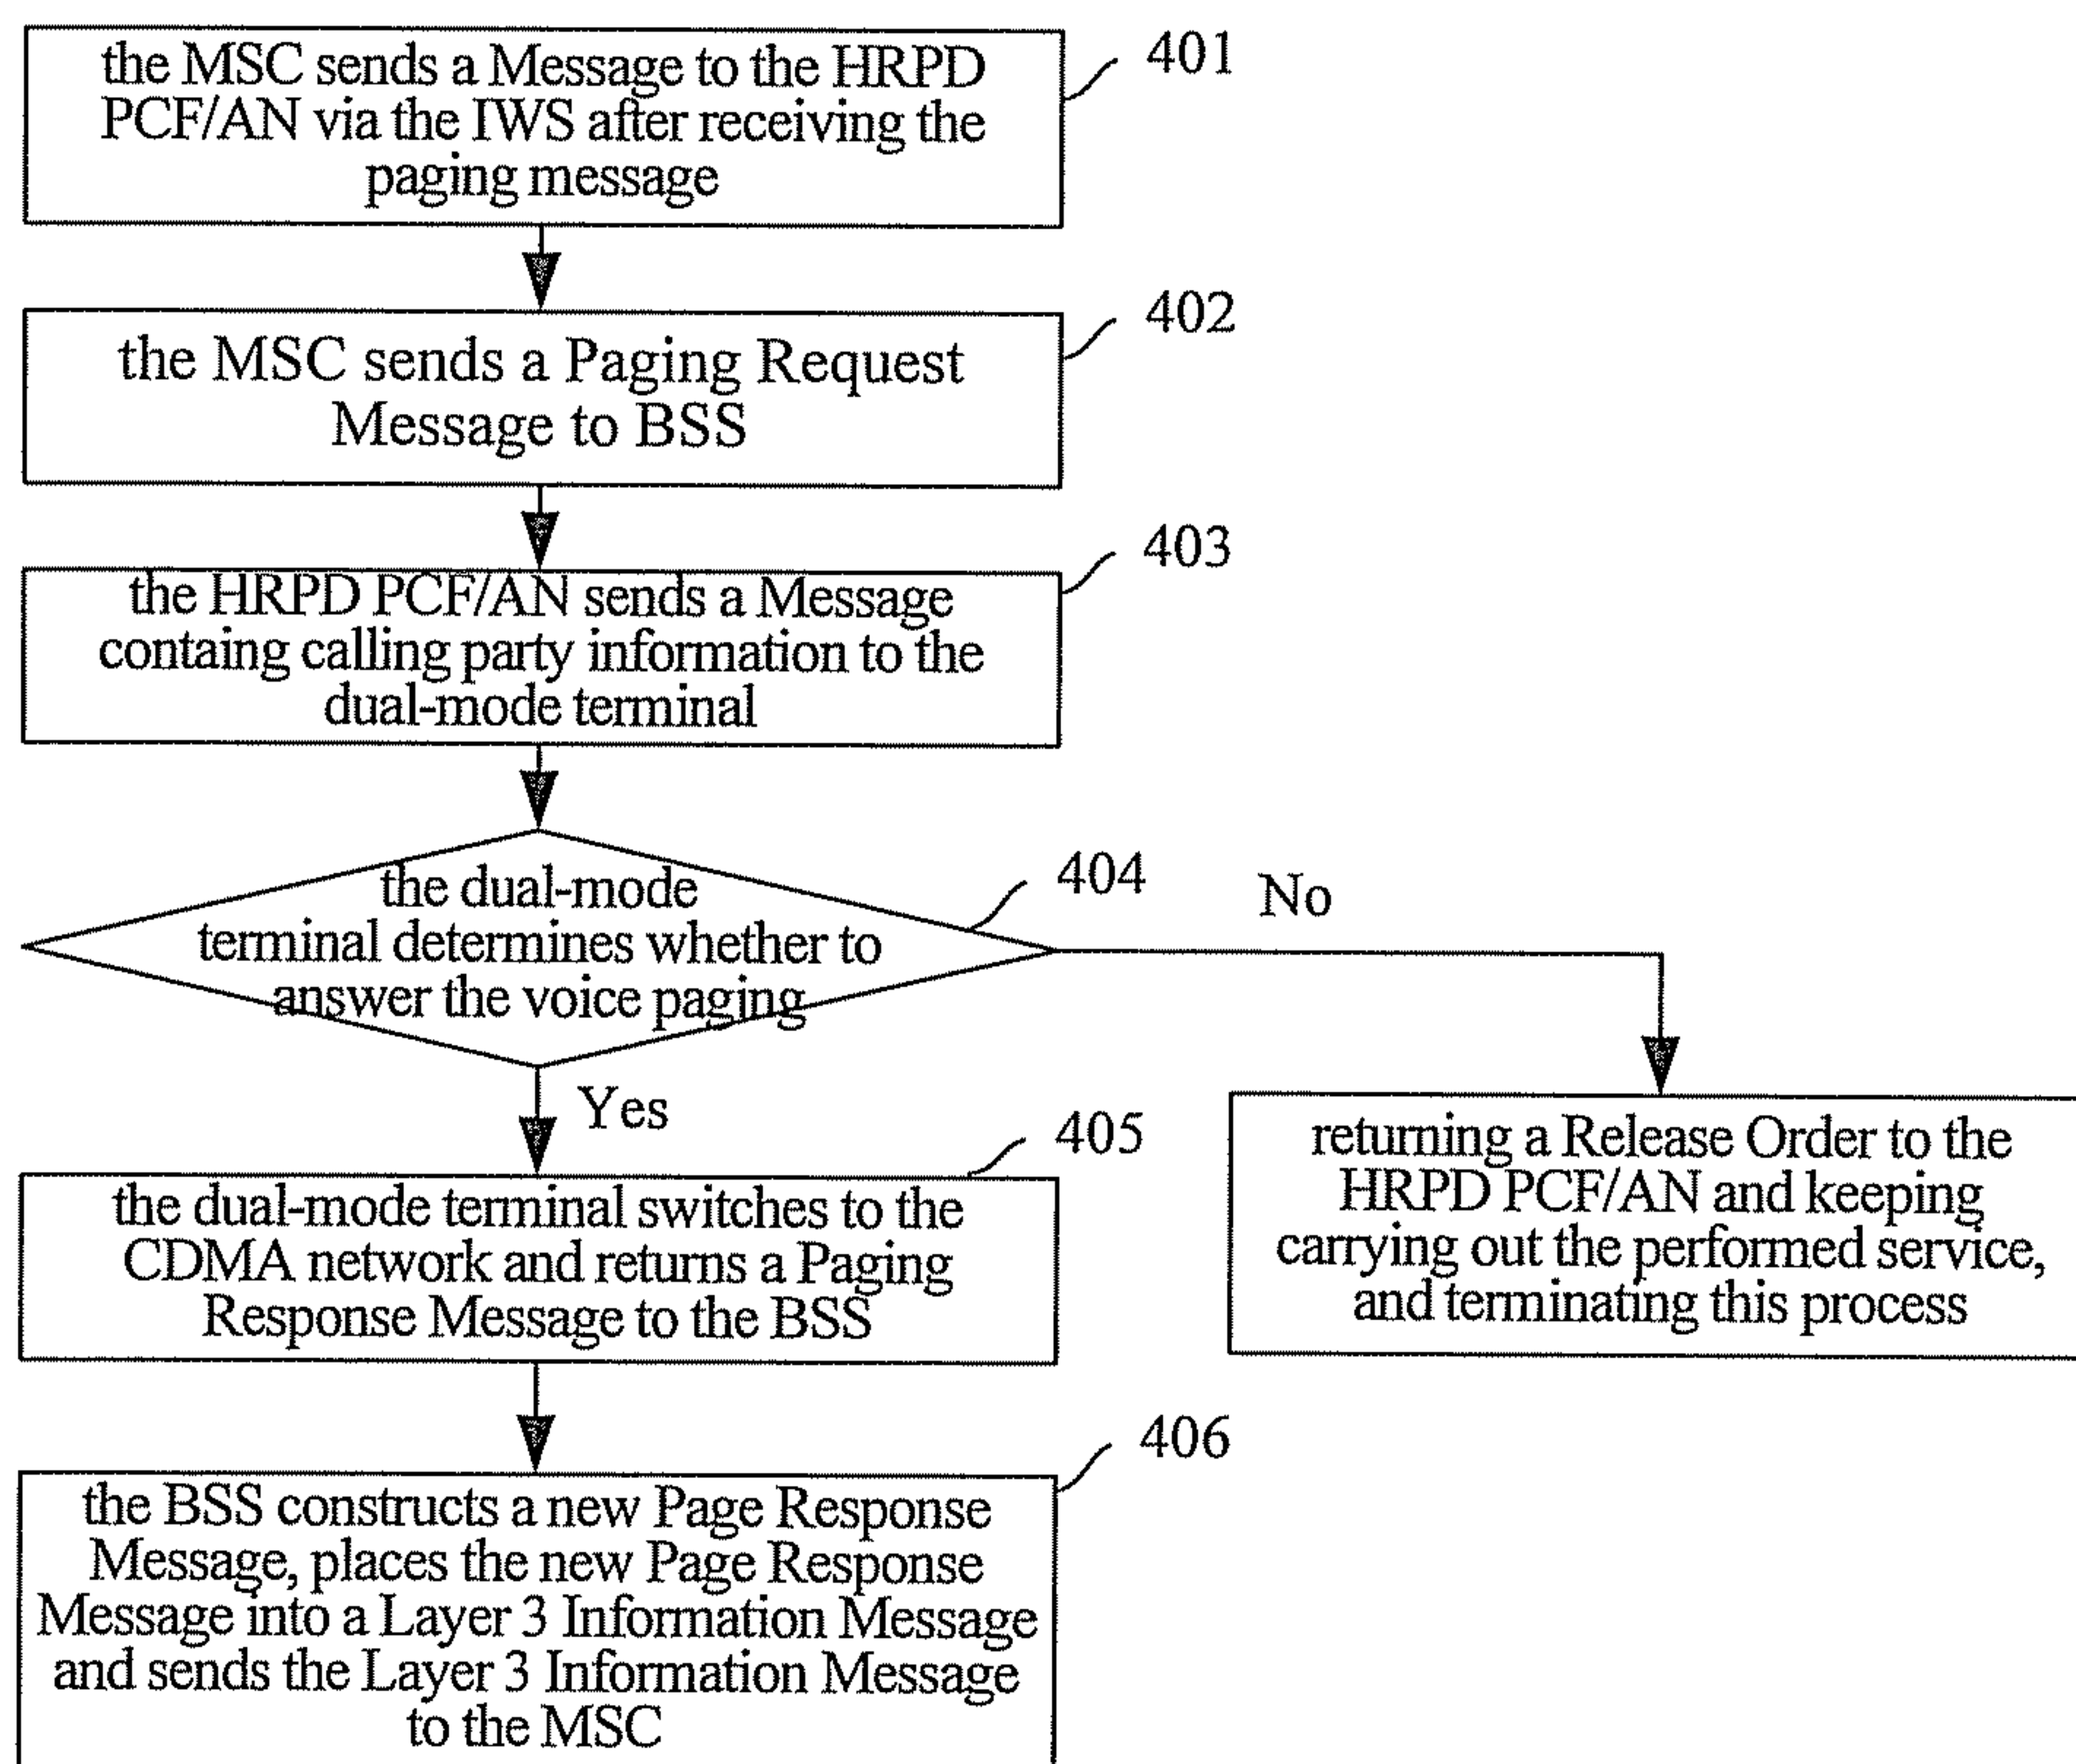 the MSC sends a Message to the HRPD
PCF/AN via the IWS after receiving the
paging message
401
the MSC sends a Paging Request
Message to BSS
402
the HRPD PCF/AN sends a Message
containg calling party information to the
dual-mode terminal
403
the dual-mode
terminal determines whether to
answer the voice paging
404
No
Yes
the dual-mode terminal switches to the
CDMA network and returns a Paging
Response Message to the BSS
405
returning a Release Order to the
HRPD PCF/AN and keeping
carrying out the performed service,
and terminating this process
the BSS constructs a new Page Response
Message, places the new Page Response
Message into a Layer 3 Information Message
and sends the Layer 3 Information Message
to the MSC
406